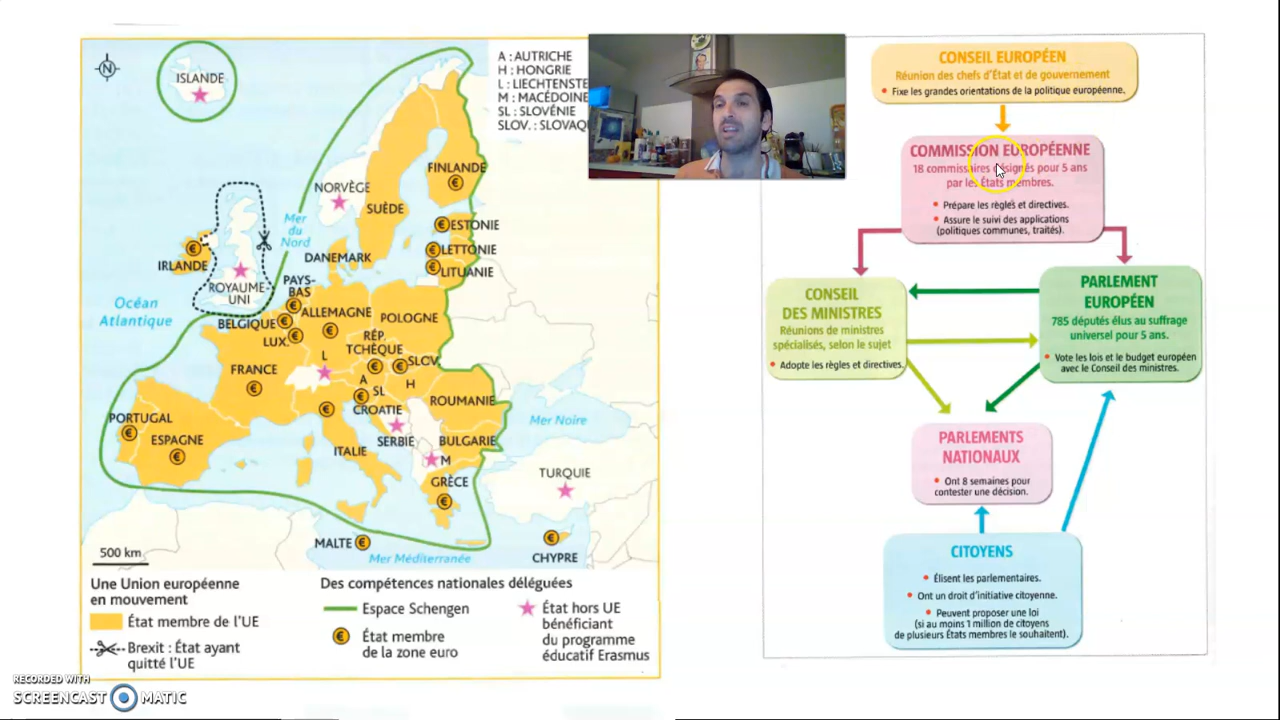 N
ISLANDE
A : AUTRICHE
H : HONGRIE
L : LIECHTENSTE
M : MACÉDOINE
SL : SLOVÉNIE
SLOV. : SLOVAQ
FINLANDE
NORVÈGE
SUÈDE
Mer
du
Nord
ESTONIE
LETTONIE
LITUANIE
DANEMARK
IRLANDE
ROYAUME-
UNI
PAYS-
BAS
Océan
Atlantique
BELGIQUE
ALLEMAGNE
POLOGNE
LUX.
RÉP.
TCHÈQUE
L
SLOV.
FRANCE
A
SL
H
CROATIE
ROUMANIE
PORTUGAL
ESPAGNE
SERBIE
Mer Noire
ITALIE
BULGARIE
M
GRÈCE
TURQUIE
MALTE
CHYPRE
500 km
Mer Méditerranée
Une Union européenne
en mouvement
État membre de l'UE
Brexit : État ayant
quitté l'UE
Des compétences nationales déléguées
Espace Schengen
État membre
de la zone euro
État hors UE
bénéficiant
du programme
éducatif Erasmus
CONSEIL EUROPÉEN
Réunion des chefs d'État et de gouvernement
• Fixe les grandes orientations de la politique européenne.
COMMISSION EUROPÉENNE
18 commissaires désignés pour 5 ans
par les États membres.
• Prépare les règles et directives.
• Assure le suivi des applications
(politiques communes, traités).
CONSEIL
DES MINISTRES
Réunions de ministres
spécialisés, selon le sujet
• Adopte les règles et directives.
PARLEMENT
EUROPÉEN
785 députés élus au suffrage
universel pour 5 ans.
• Vote les lois et le budget européen
avec le Conseil des ministres.
PARLEMENTS
NATIONAUX
• Ont 8 semaines pour
contester une décision.
CITOYENS
• Élisent les parlementaires.
• Ont un droit d'initiative citoyenne.
• Peuvent proposer une loi
(si au moins 1 million de citoyens
de plusieurs États membres le souhaitent).
RECORDED WITH
SCREENCAST MATIC